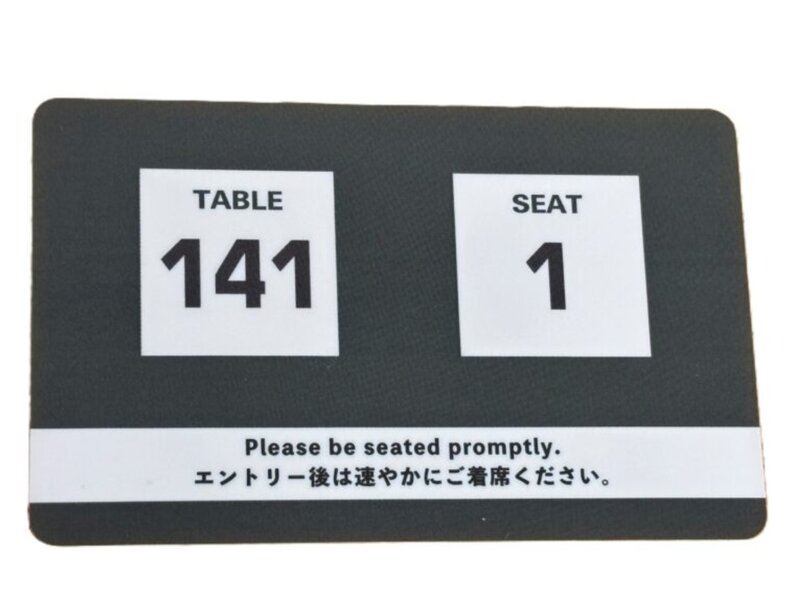 TABLE
141
SEAT
1
Please be seated promptly.
エントリー後は速やかにご着席ください。